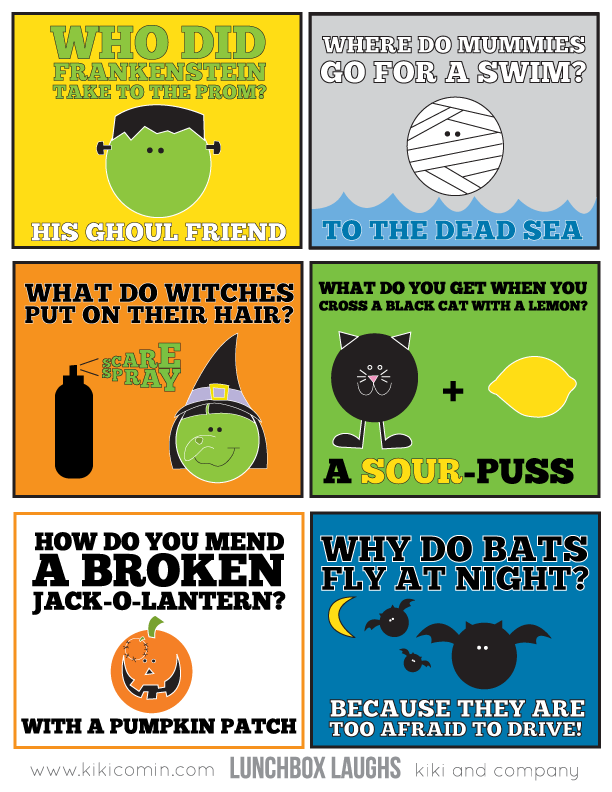 WHO DID
FRANKENSTEIN
TAKE TO THE PROM?
HIS GHOUL FRIEND
WHERE DO MUMMIES
GO FOR A SWIM?
TO THE DEAD SEA
WHAT DO WITCHES
PUT ON THEIR HAIR?
SSSCARE
SPRAY
WHAT DO YOU GET WHEN YOU
CROSS A BLACK CAT WITH A LEMON?
+
A SOUR-PUSS
HOW DO YOU MEND
A BROKEN
JACK-O-LANTERN?
WITH A PUMPKIN PATCH
WHY DO BATS
FLY AT NIGHT?
BECAUSE THEY ARE
TOO AFRAID TO DRIVE!
www.kikicomin.com LUNCHBOX LAUGHS kiki and company